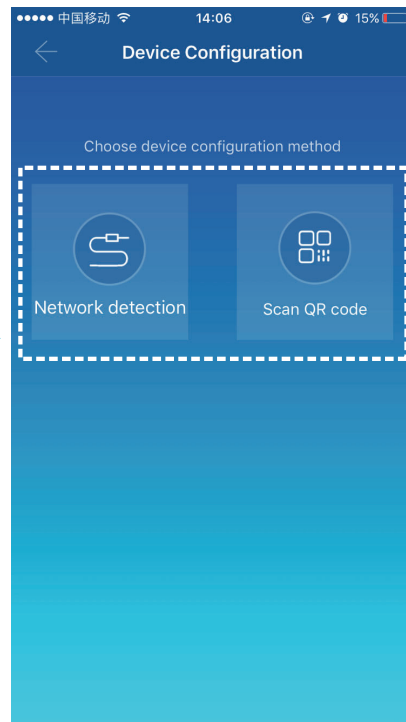 中国移动 14:06 15%
Device Configuration
Choose device configuration method
Network detection Scan QR code